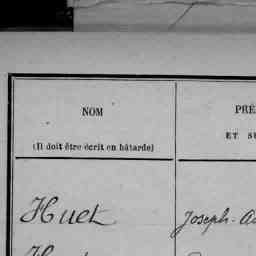 NOM
(Il doit être écrit en bâtarde)
PRÉ
ET S
Huet
Joseph-